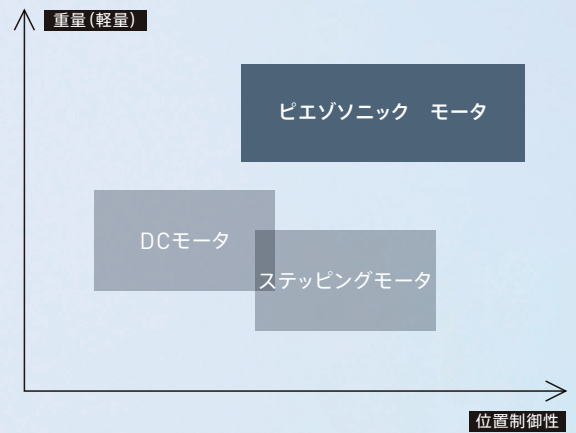 重量（軽量）
ピエゾソニック　モータ
DCモータ
ステッピングモータ
位置制御性